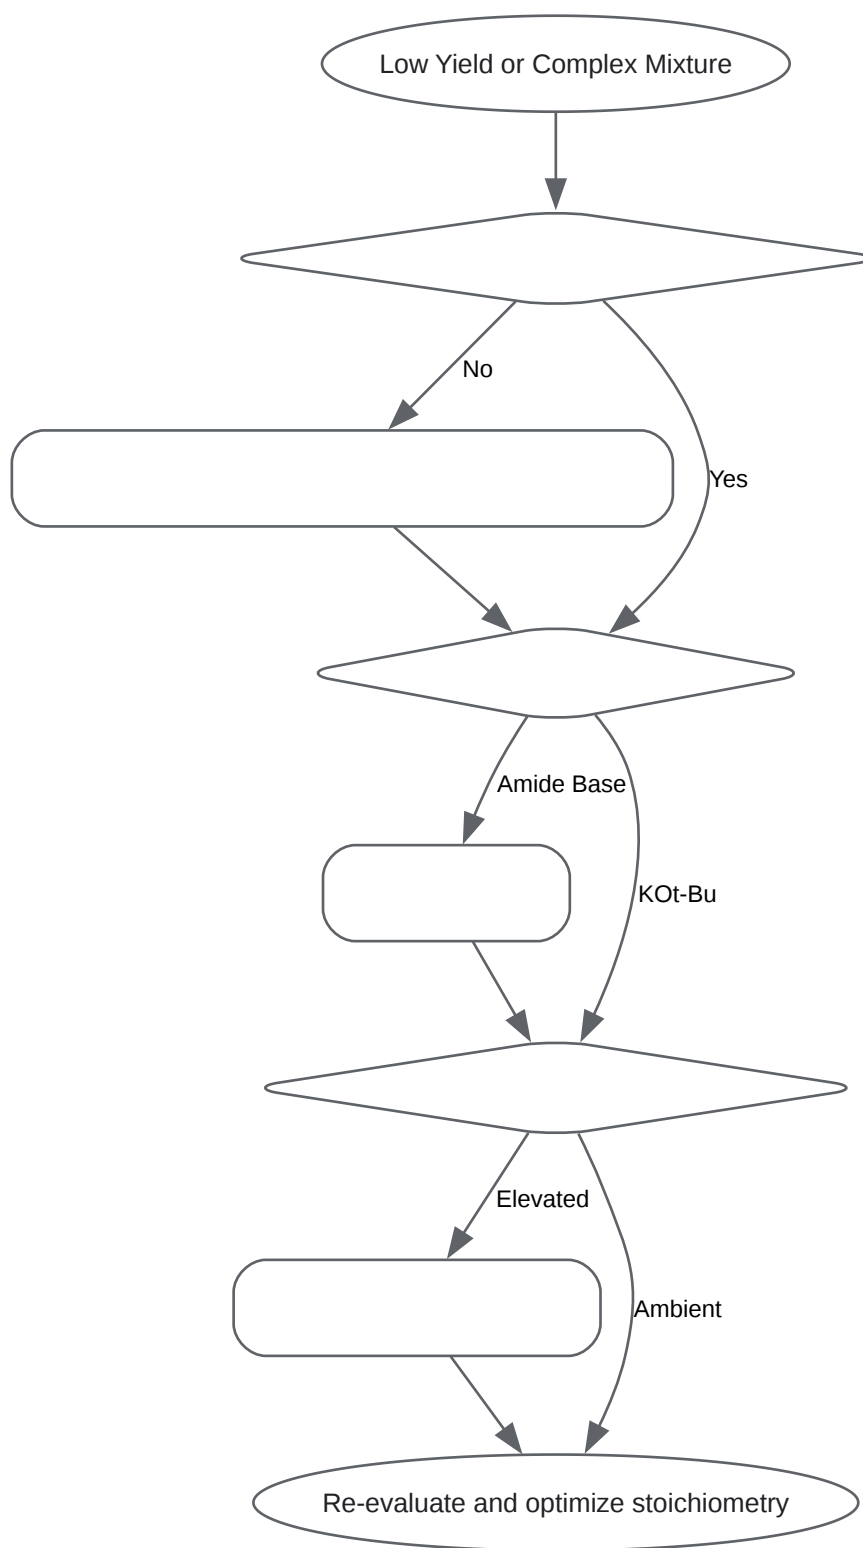 Low Yield or Complex Mixture
No
Yes
Amide Base
KOt-Bu
Elevated
Ambient
Re-evaluate and optimize stoichiometry